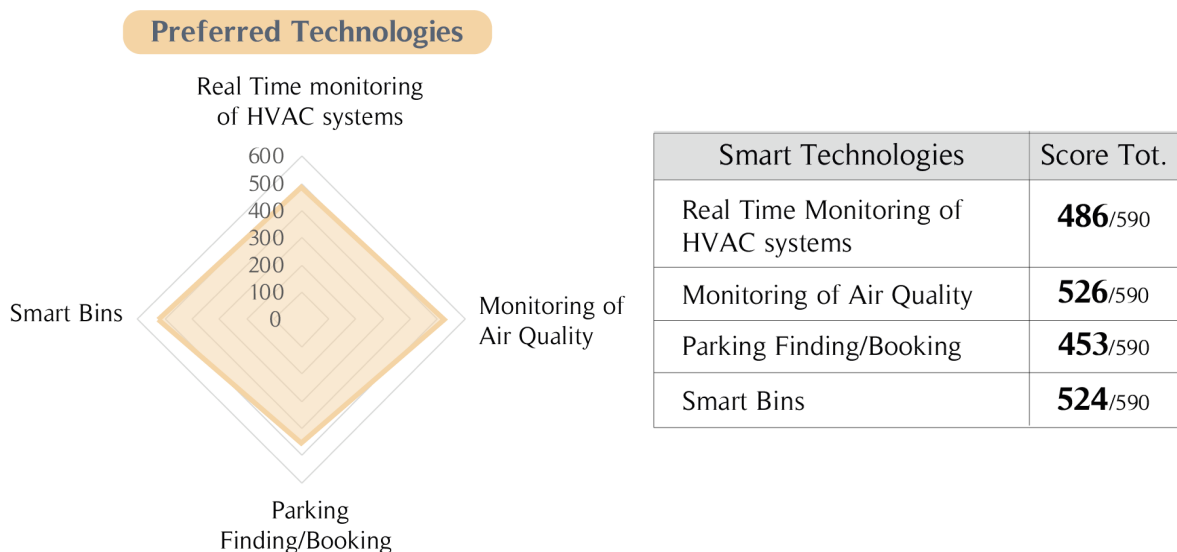 Preferred Technologies
Real Time monitoring
of HVAC systems
600
500
400
300
200
100
0
Smart Bins
Monitoring of
Air Quality
Parking
Finding/Booking
Smart Technologies Score Tot.
Real Time Monitoring of
HVAC systems
486/590
Monitoring of Air Quality 526/590
Parking Finding/Booking 453/590
Smart Bins 524/590